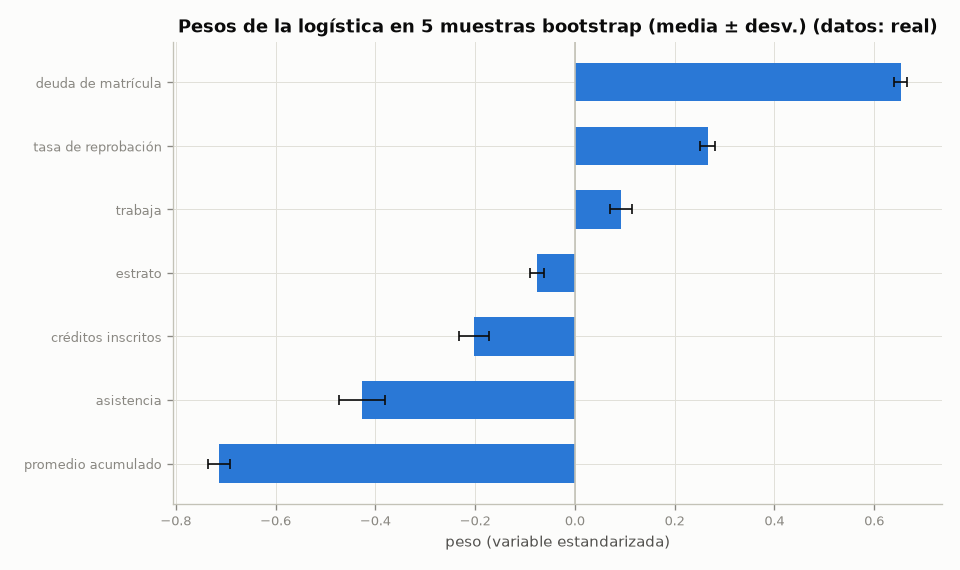 Pesos de la logística en 5 muestras bootstrap (media ± desv.) (datos: real)
deuda de matrícula
tasa de reprobación
trabaja
estrato
créditos inscritos
asistencia
promedio acumulado
−0.8 −0.6 −0.4 −0.2 0.0 0.2 0.4 0.6
peso (variable estandarizada)